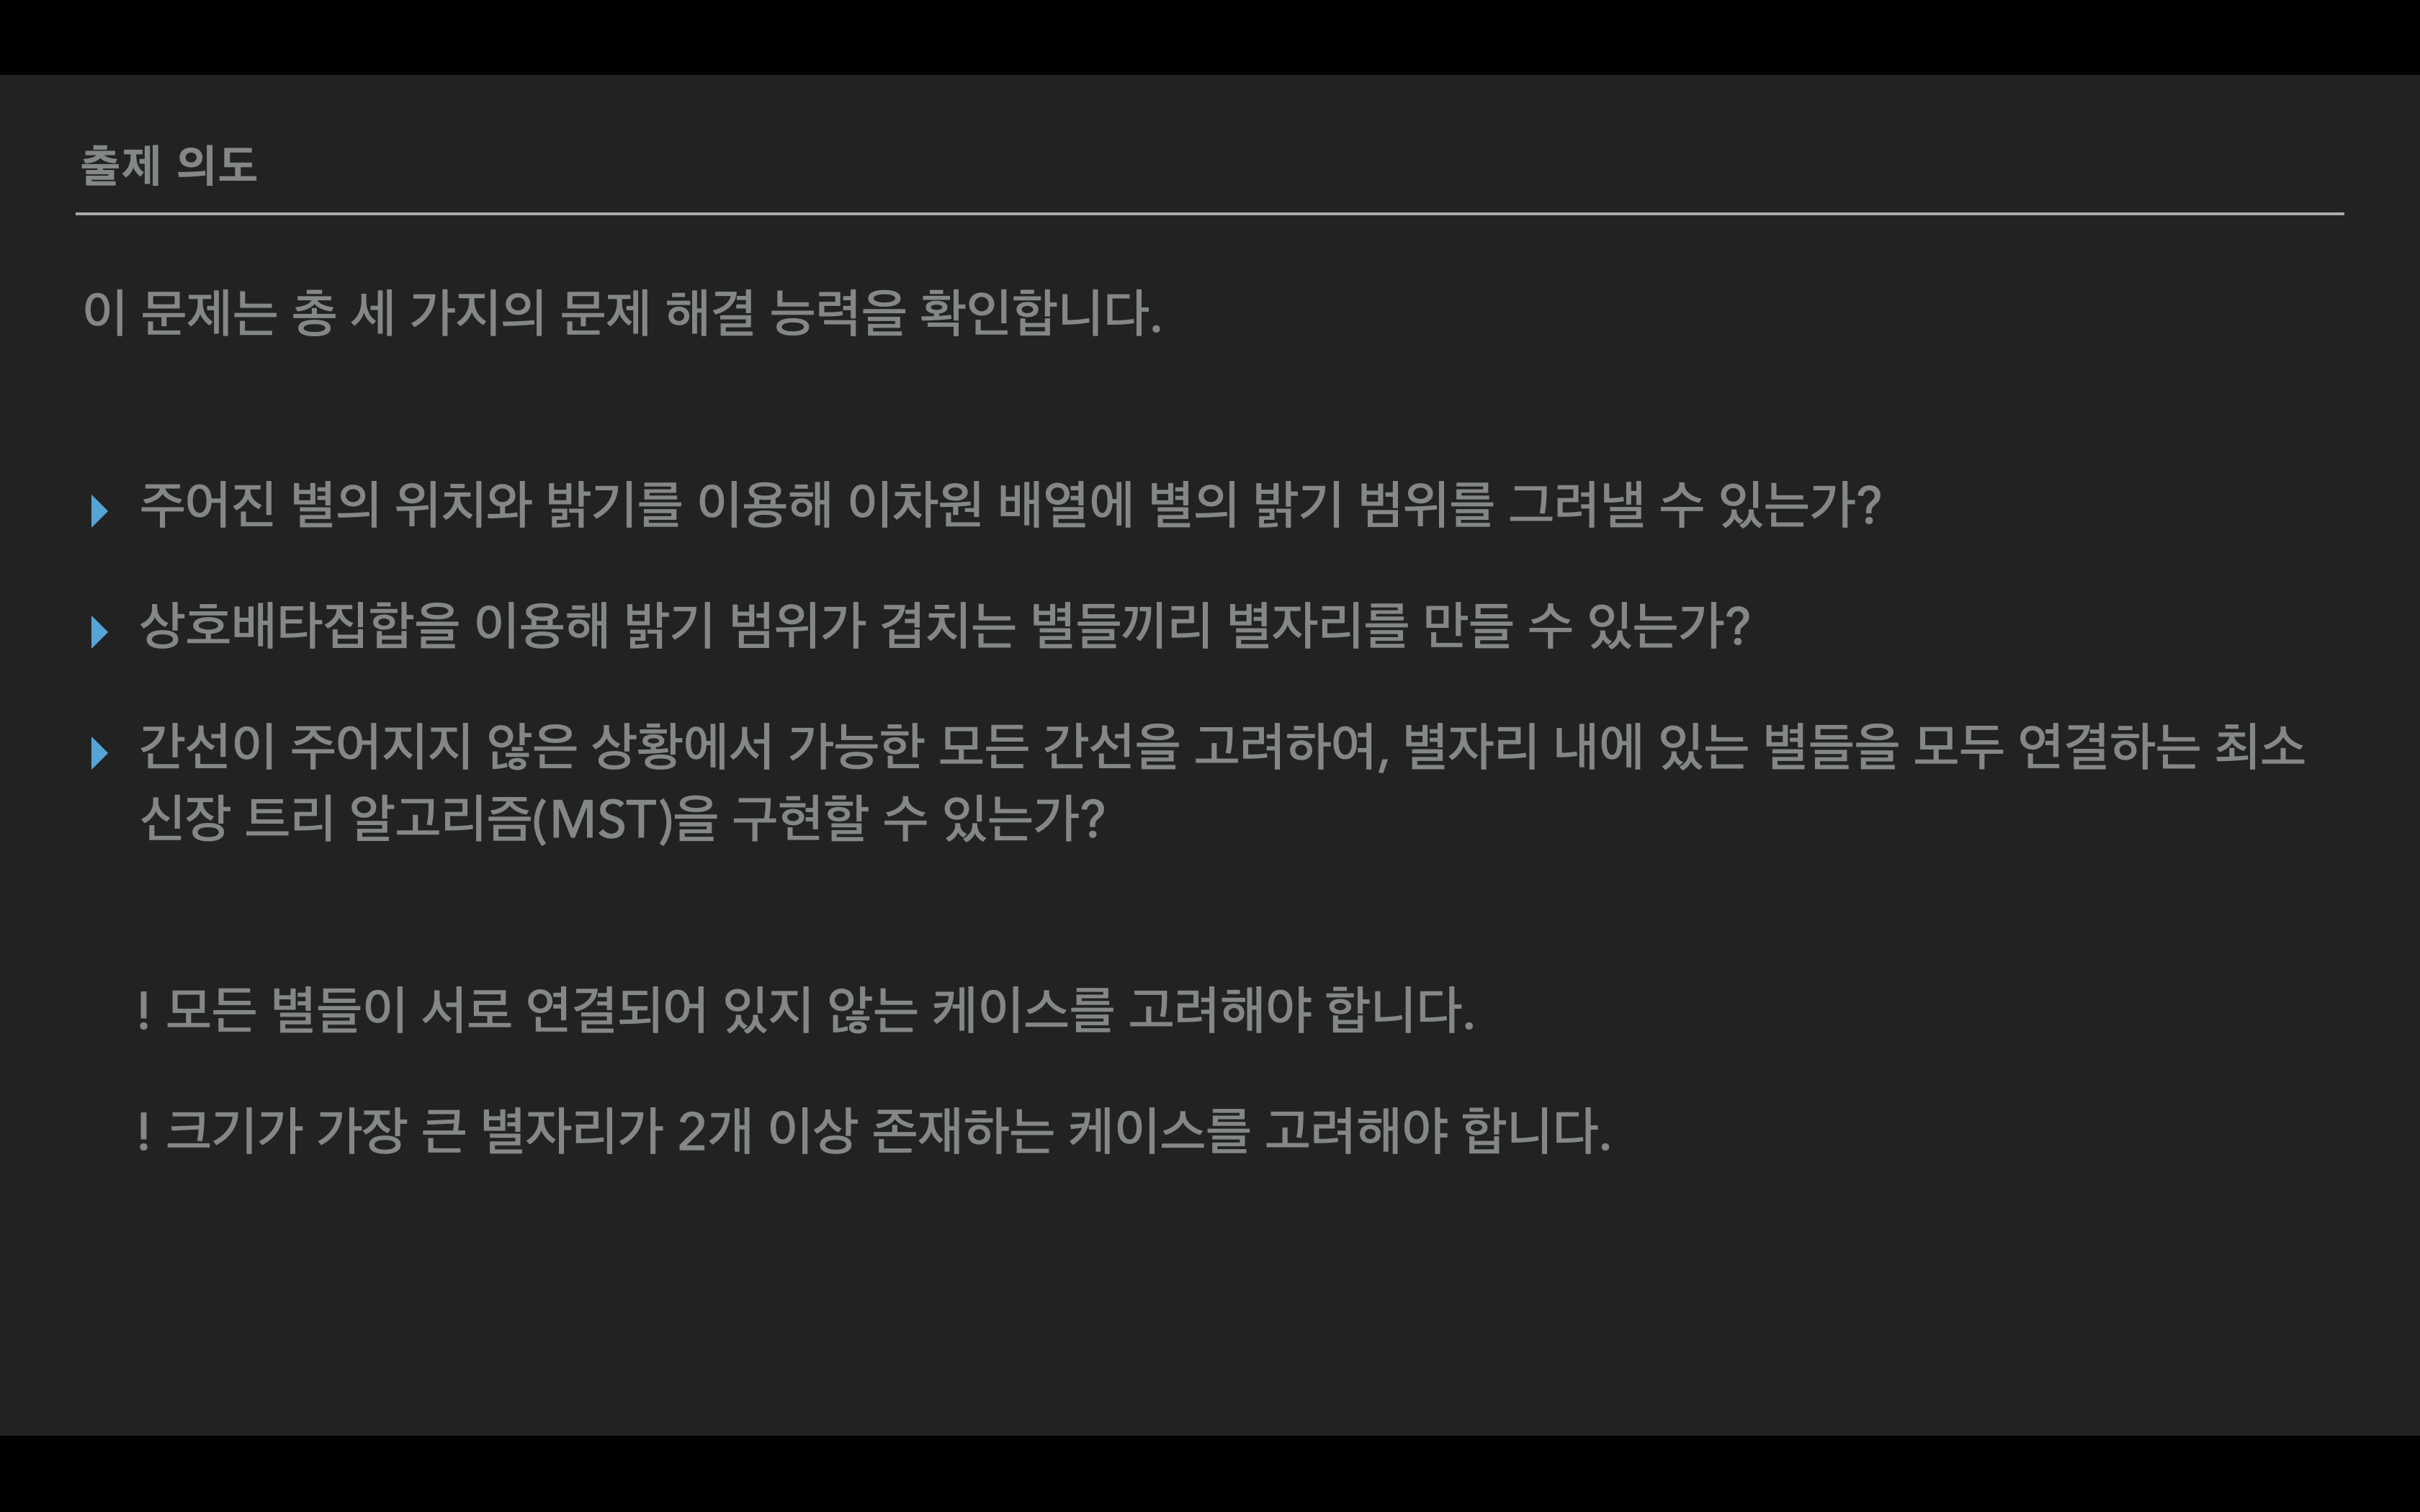 출제 의도
이 문제는 총 세 가지의 문제 해결 능력을 확인합니다.
주어진 별의 위치와 밝기를 이용해 이차원 배열에 별의 밝기 범위를 그려낼 수 있는가?
상호배타집합을 이용해 밝기 범위가 겹치는 별들끼리 별자리를 만들 수 있는가?
간선이 주어지지 않은 상황에서 가능한 모든 간선을 고려하여, 별자리 내에 있는 별들을 모두 연결하는 최소
신장 트리 알고리즘(MST)을 구현할 수 있는가?
! 모든 별들이 서로 연결되어 있지 않는 케이스를 고려해야 합니다.
! 크기가 가장 큰 별자리가 2개 이상 존재하는 케이스를 고려해야 합니다.